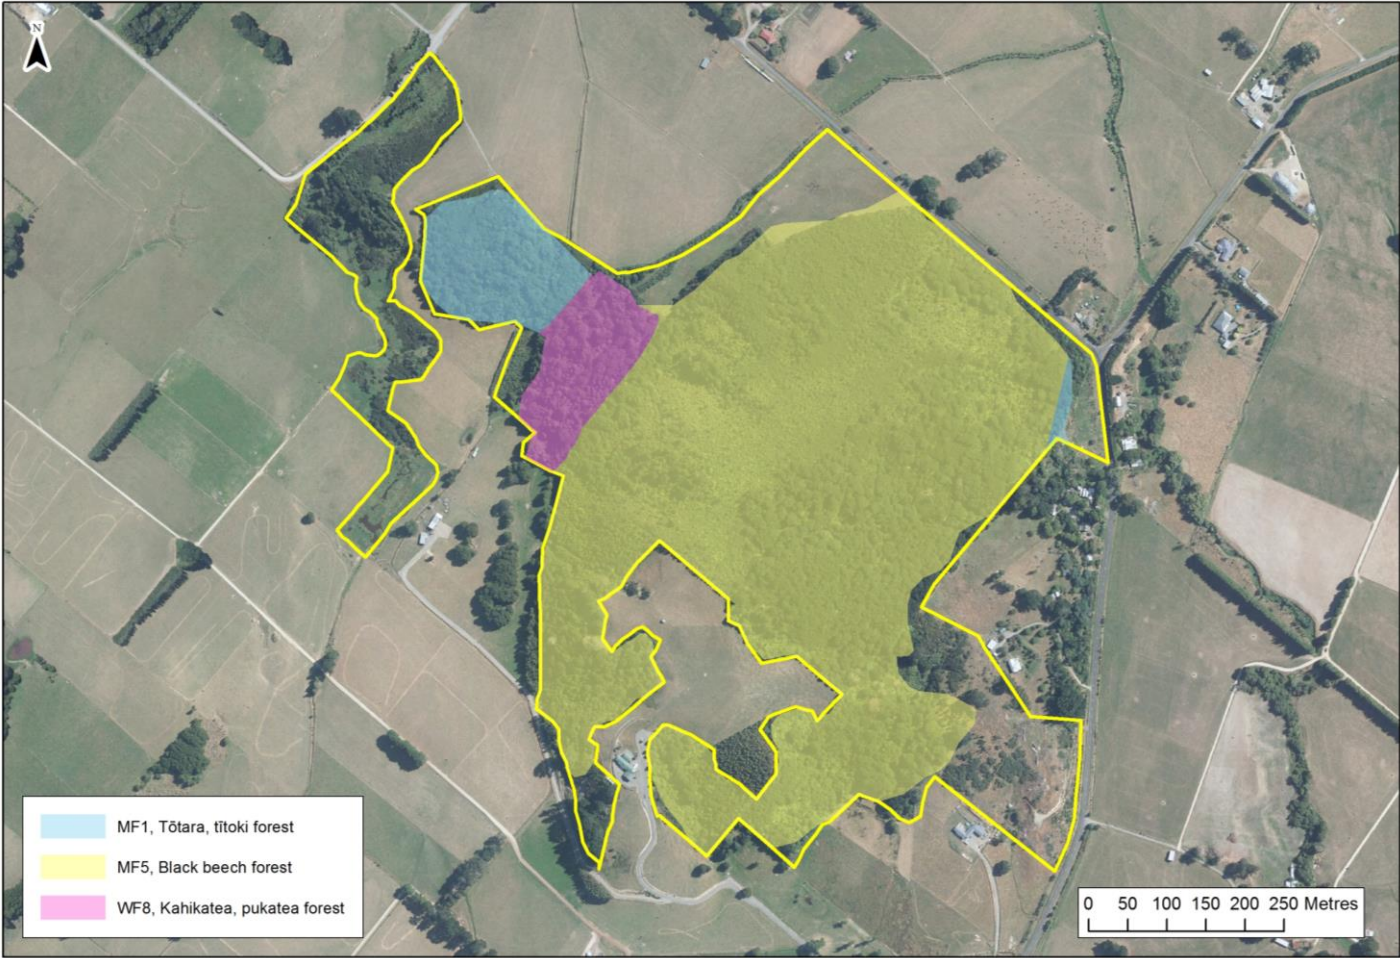 N
MF1, Tōtara, tītoki forest
MF5, Black beech forest
WF8, Kahikatea, pukatea forest
0 50 100 150 200 250 Metres